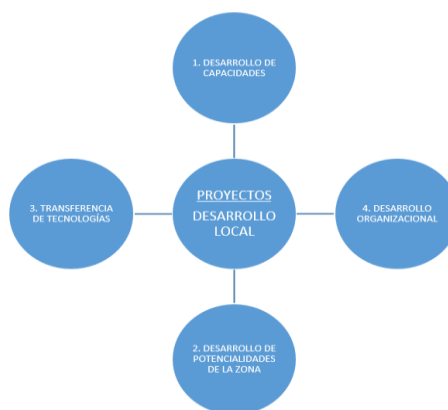 1. DESARROLLO DE
CAPACIDADES
3. TRANSFERENCIA
DE TECNOLOGÍAS
PROYECTOS
DESARROLLO
LOCAL
4. DESARROLLO
ORGANIZACIONAL
2. DESARROLLO DE
POTENCIALIDADES
DE LA ZONA